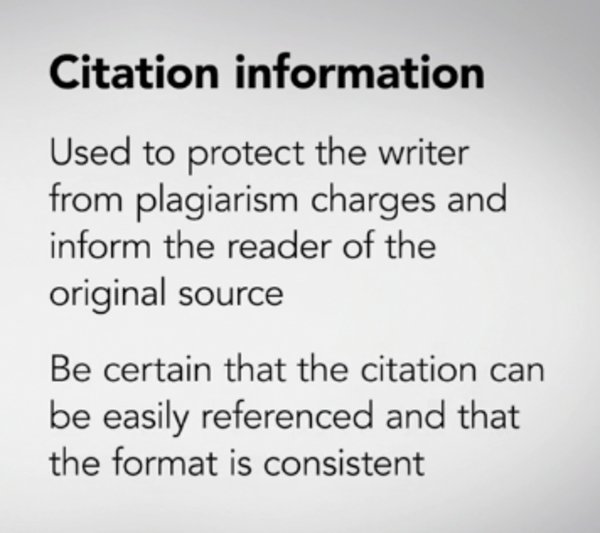 Citation information
Used to protect the writer
from plagiarism charges and
inform the reader of the
original source
Be certain that the citation can
be easily referenced and that
the format is consistent